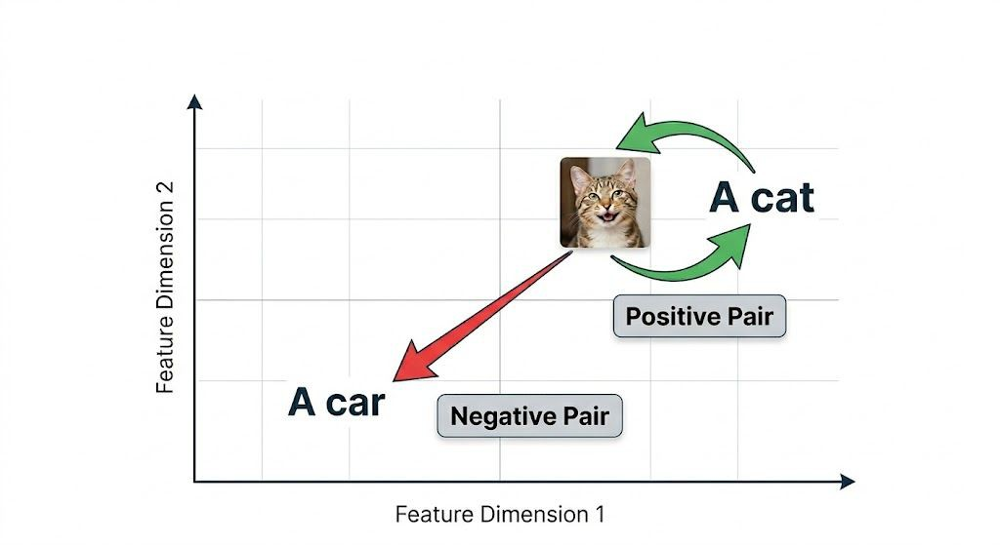 Feature Dimension 2
A cat
Positive Pair
A car
Negative Pair
Feature Dimension 1